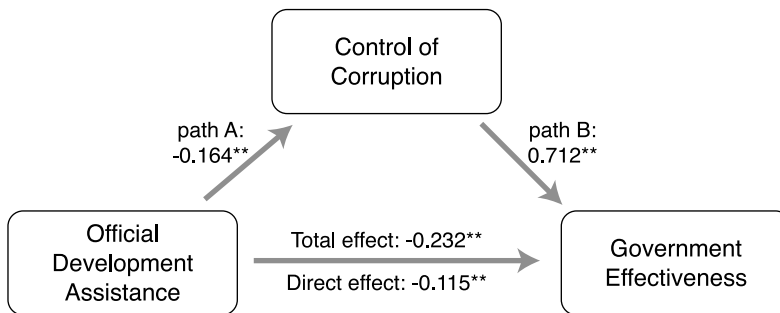 Control of
Corruption
path A:
-0.164**
path B:
0.712**
Official
Development
Assistance
Total effect: -0.232**
Direct effect: -0.115**
Government
Effectiveness